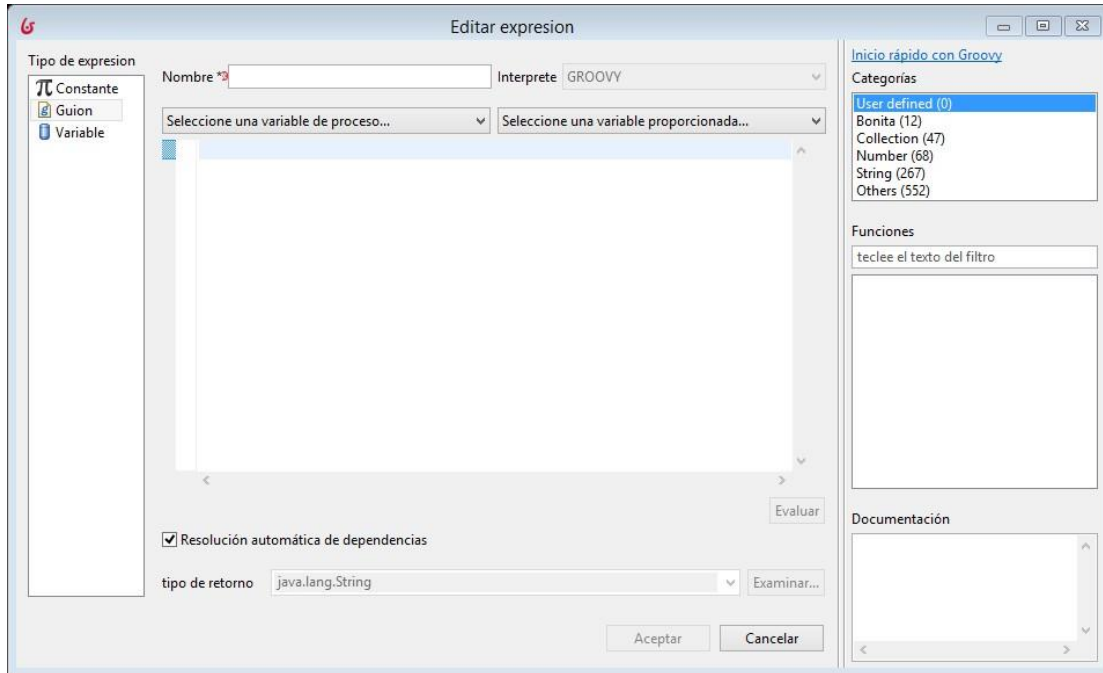 Editar expresion
Tipo de expresion
Constante
Guion
Variable
Nombre *
Interprete GROOVY
Seleccione una variable de proceso...
Seleccione una variable proporcionada...
Evaluar
Resolución automática de dependencias
tipo de retorno java.lang.String Examinar...
Aceptar Cancelar
Inicio rápido con Groovy
Categorías
User defined (0)
Bonita (12)
Collection (47)
Number (68)
String (267)
Others (552)
Funciones
teclee el texto del filtro
Documentación